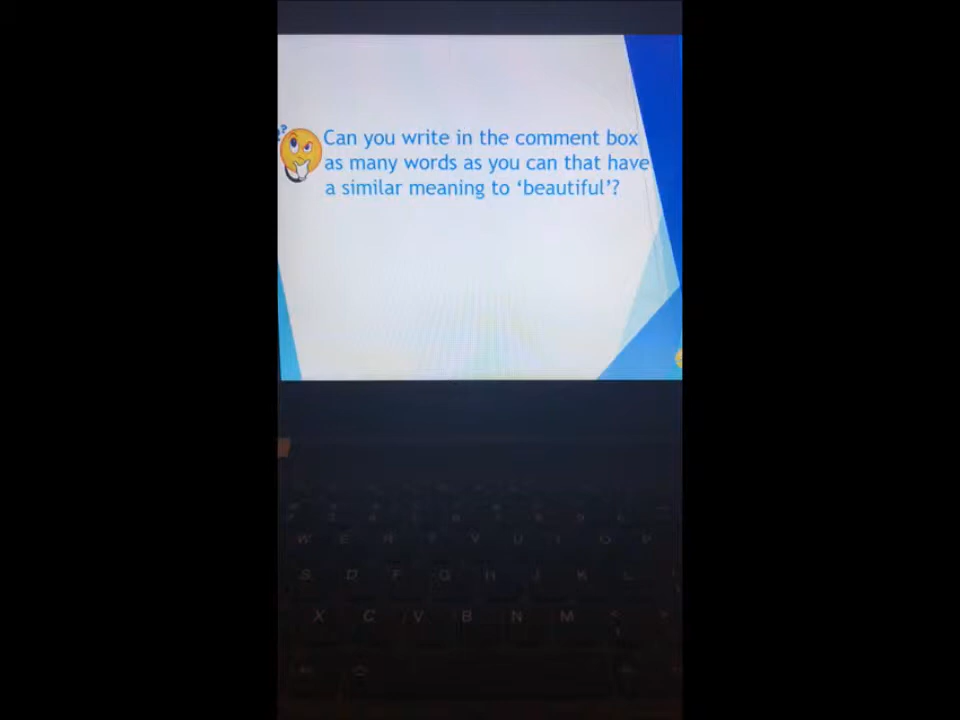 Can you write in the comment box
as many words as you can that have
a similar meaning to ‘beautiful’?
S D F G H J K L
X C V B N M